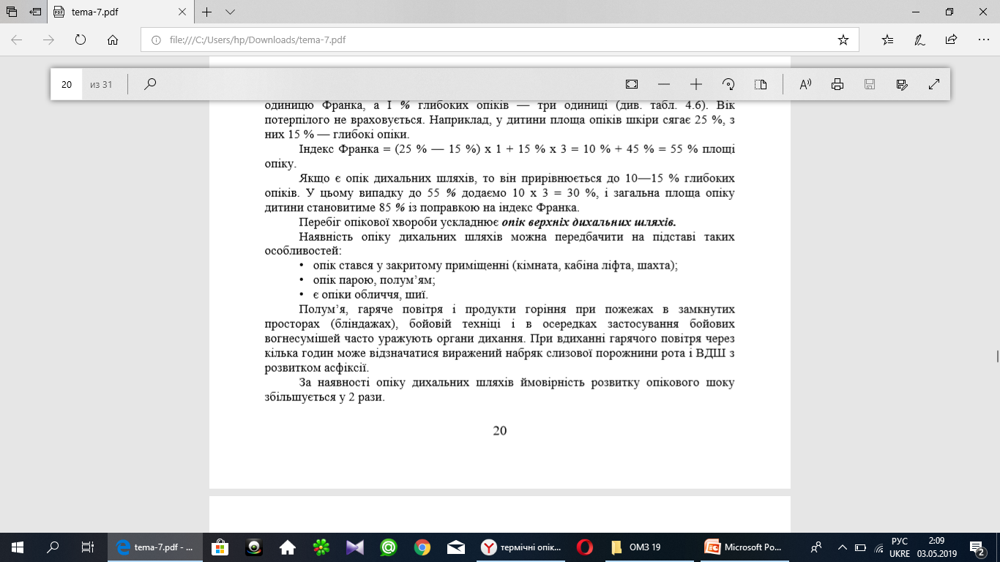 tema-7.pdf
file:///C:/Users/hp/Downloads/tema-7.pdf
20 из 31
одиницю Франка, а І % глибоких опіків — три одиниці (див. табл. 4.6). Вік
потерпілого не враховується. Наприклад, у дитини площа опіків шкіри сягає 25 %, з
них 15 % — глибокі опіки.
Індекс Франка = (25 % — 15 %) х 1 + 15 % х 3 = 10 % + 45 % = 55 % площі
опіку.
Якщо є опік дихальних шляхів, то він прирівнюється до 10—15 % глибоких
опіків. У цьому випадку до 55 % додаємо 10 х 3 = 30 %, і загальна площа опіку
дитини становитиме 85 % із поправкою на індекс Франка.
Перебіг опікової хвороби ускладнює опік верхніх дихальних шляхів.
Наявність опіку дихальних шляхів можна передбачити на підставі таких
особливостей:
• опік стався у закритому приміщенні (кімната, кабіна ліфта, шахта);
• опік парою, полум’ям;
• є опіки обличчя, шиї.
Полум’я, гаряче повітря і продукти горіння при пожежах в замкнутих
просторах (бліндажах), бойовій техніці і в осередках застосування бойових
вогнесумішей часто уражують органи дихання. При вдиханні гарячого повітря через
кілька годин може відзначатися виражений набряк слизової порожнини рота і ВДШ з
розвитком асфіксії.
За наявності опіку дихальних шляхів ймовірність розвитку опікового шоку
збільшується у 2 рази.
20
tema-7.pdf - ...
термічні опік...
ОМЗ 19
Microsoft Po...
РУС
UKRE
2:09
03.05.2019
2